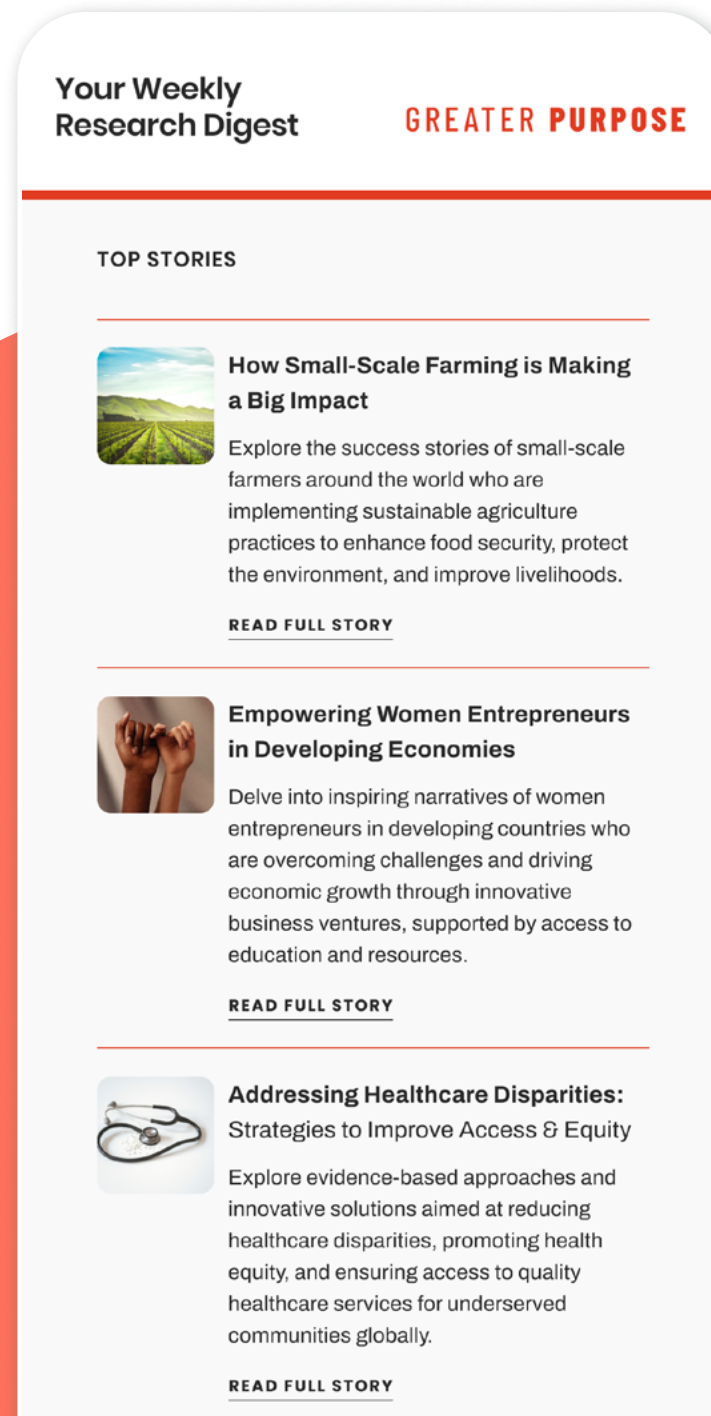 Your Weekly
Research Digest
GREATER PURPOSE
TOP STORIES
How Small-Scale Farming is Making
a Big Impact
Explore the success stories of small-scale
farmers around the world who are
implementing sustainable agriculture
practices to enhance food security, protect
the environment, and improve livelihoods.
READ FULL STORY
Empowering Women Entrepreneurs
in Developing Economies
Delve into inspiring narratives of women
entrepreneurs in developing countries who
are overcoming challenges and driving
economic growth through innovative
business ventures, supported by access to
education and resources.
READ FULL STORY
Addressing Healthcare Disparities:
Strategies to Improve Access & Equity
Explore evidence-based approaches and
innovative solutions aimed at reducing
healthcare disparities, promoting health
equity, and ensuring access to quality
healthcare services for underserved
communities globally.
READ FULL STORY